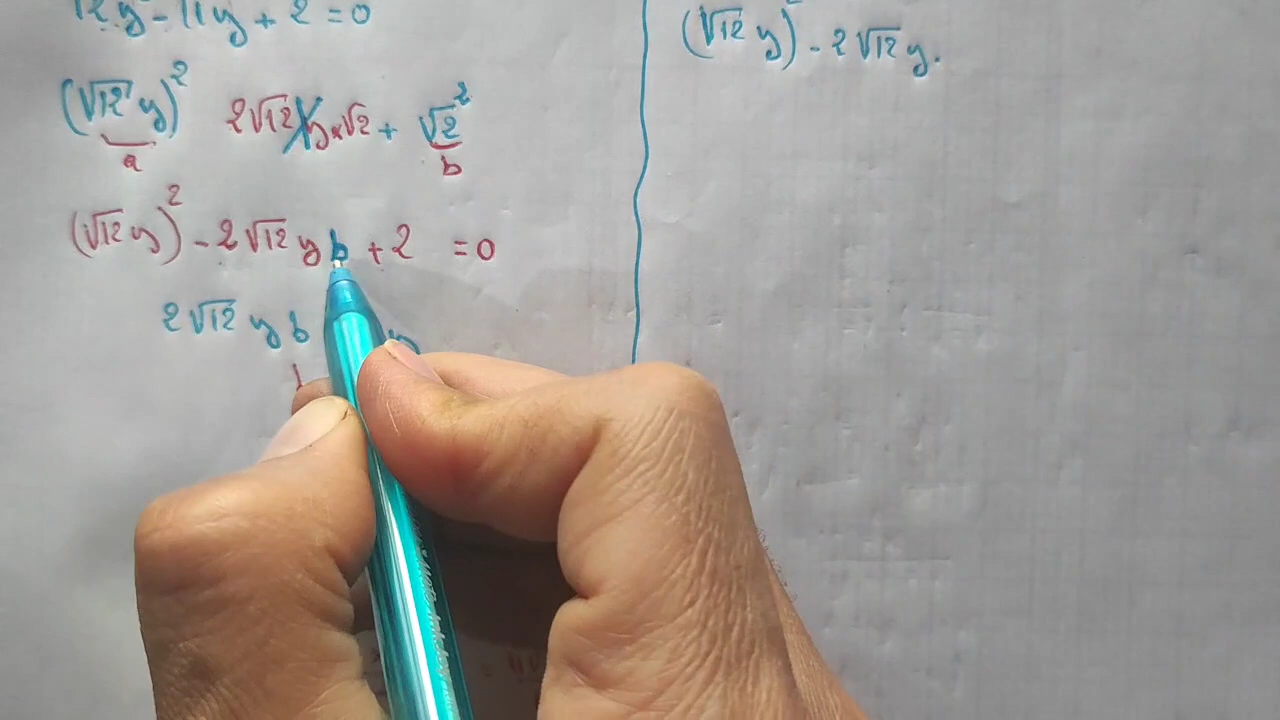 12y² - 11y + 2 = 0
(√12 y)² 2√12 y × √2 + √2²
a b
(√12 y)² - 2√12 y b + 2 = 0
2√12 y b y
(√12 y)² - 2√12 y.